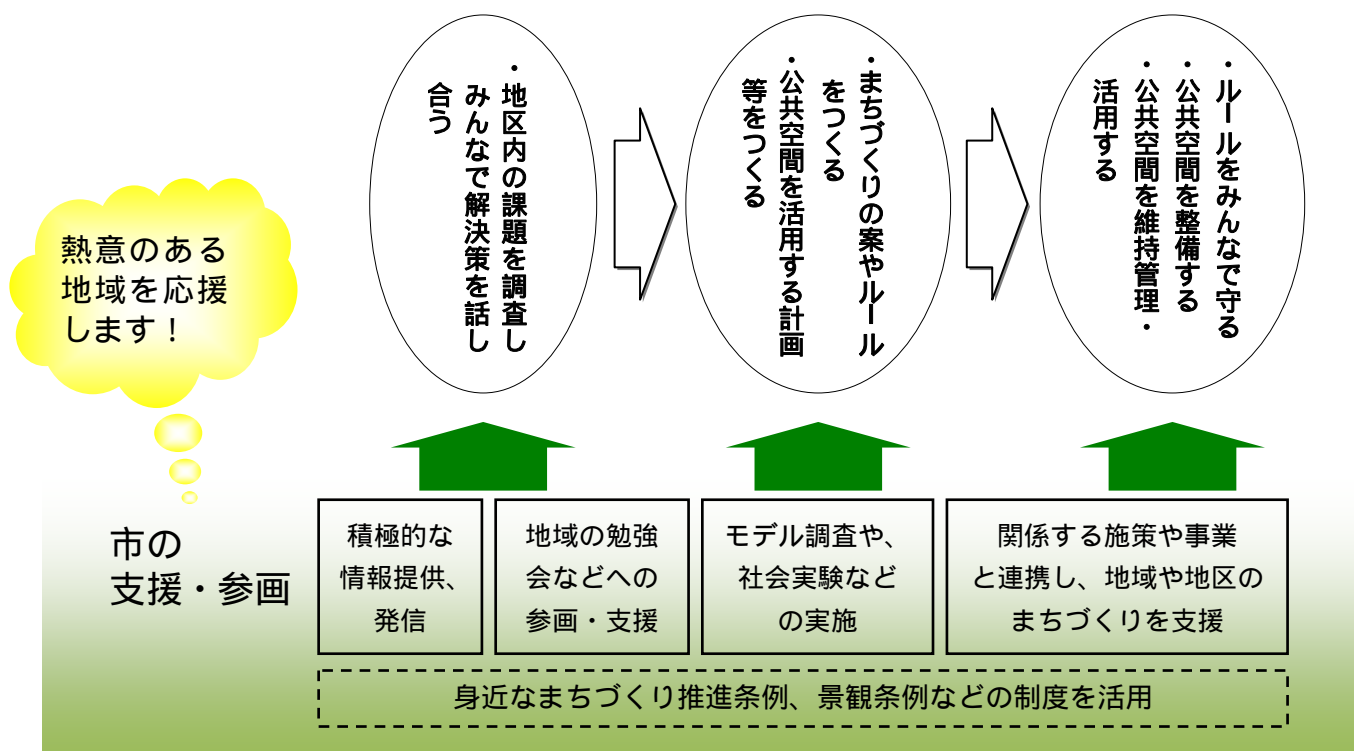 ・地区内の課題を調査し
みんなで解決策を話し
合う
・まちづくりの案やルール
をつくる
・公共空間を活用する計画
等をつくる
・ルールをみんなで守る
・公共空間を整備する
・公共空間を維持管理・
活用する
熱意のある
地域を応援
します！
市の
支援・参画
積極的な
情報提供、
発信
地域の勉強
会などへの
参画・支援
モデル調査や、
社会実験など
の実施
関係する施策や事業
と連携し、地域や地区の
まちづくりを支援
身近なまちづくり推進条例、景観条例などの制度を活用